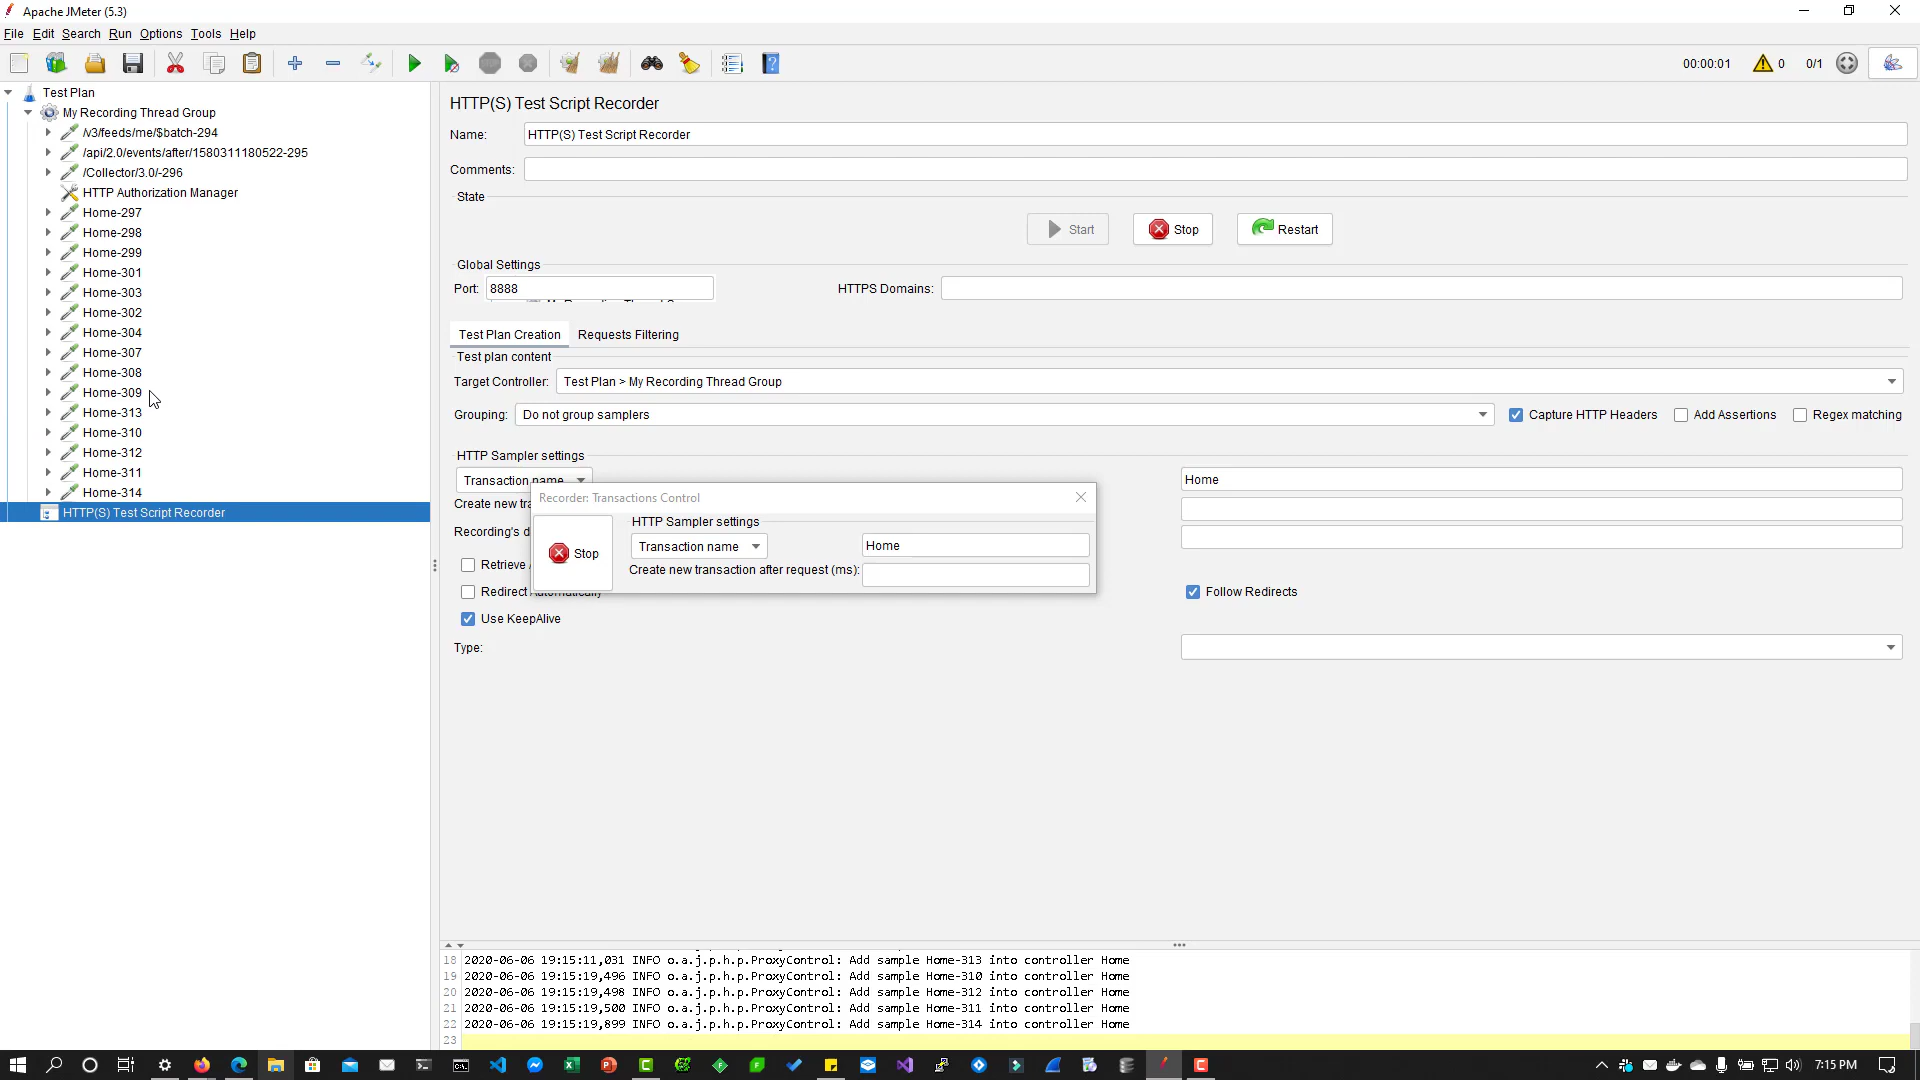 Apache JMeter (5.3)
File Edit Search Run Options Tools Help
00:00:01 0 0/1
Test Plan
My Recording Thread Group
/v3/feeds/me/$batch-294
/api/2.0/events/after/1580311180522-295
/Collector/3.0/-296
HTTP Authorization Manager
Home-297
Home-298
Home-299
Home-301
Home-303
Home-302
Home-304
Home-307
Home-308
Home-309
Home-313
Home-310
Home-312
Home-311
Home-314
HTTP(S) Test Script Recorder
HTTP(S) Test Script Recorder
Name: HTTP(S) Test Script Recorder
Comments:
State
Start Stop Restart
Global Settings
Port: 8888 HTTPS Domains:
Test Plan Creation Requests Filtering
Test plan content
Target Controller: Test Plan > My Recording Thread Group
Grouping: Do not group samplers Capture HTTP Headers Add Assertions Regex matching
HTTP Sampler settings
Transaction name Home
Create new tra
Recording's d
Retrieve
Redirect Automatically Follow Redirects
Use KeepAlive
Type:
Recorder: Transactions Control
HTTP Sampler settings
Stop Transaction name Home
Create new transaction after request (ms):
18 2020-06-06 19:15:11,031 INFO o.a.j.p.h.p.ProxyControl: Add sample Home-313 into controller Home
19 2020-06-06 19:15:19,496 INFO o.a.j.p.h.p.ProxyControl: Add sample Home-310 into controller Home
20 2020-06-06 19:15:19,498 INFO o.a.j.p.h.p.ProxyControl: Add sample Home-312 into controller Home
21 2020-06-06 19:15:19,500 INFO o.a.j.p.h.p.ProxyControl: Add sample Home-311 into controller Home
22 2020-06-06 19:15:19,899 INFO o.a.j.p.h.p.ProxyControl: Add sample Home-314 into controller Home
23
7:15 PM